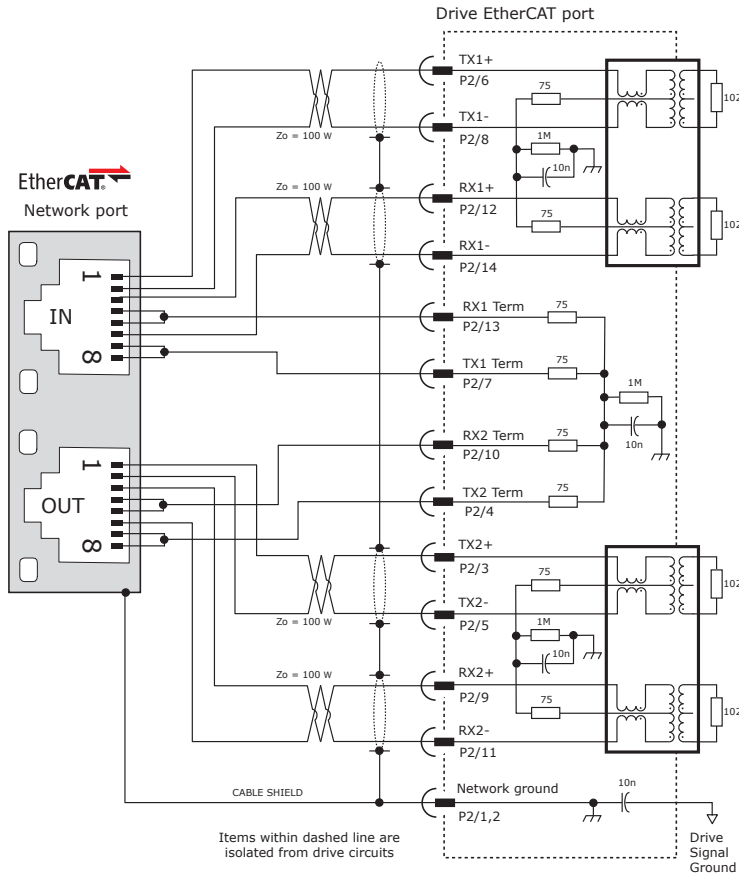 Drive EtherCAT port
TX1+
P2/6
75
102
TX1-
P2/8
Zo = 100 W
1M
10n
EtherCAT®
Zo = 100 W
RX1+
P2/12
Network port
75
102
RX1-
P2/14
1
IN
8
RX1 Term
P2/13
75
TX1 Term
P2/7
75
1M
10n
RX2 Term
P2/10
75
1
OUT
8
TX2 Term
P2/4
75
TX2+
P2/3
75
102
TX2-
P2/5
Zo = 100 W
1M
10n
Zo = 100 W
RX2+
P2/9
75
102
RX2-
P2/11
CABLE SHIELD
Network ground
P2/1,2
10n
Items within dashed line are
isolated from drive circuits
Drive
Signal
Ground